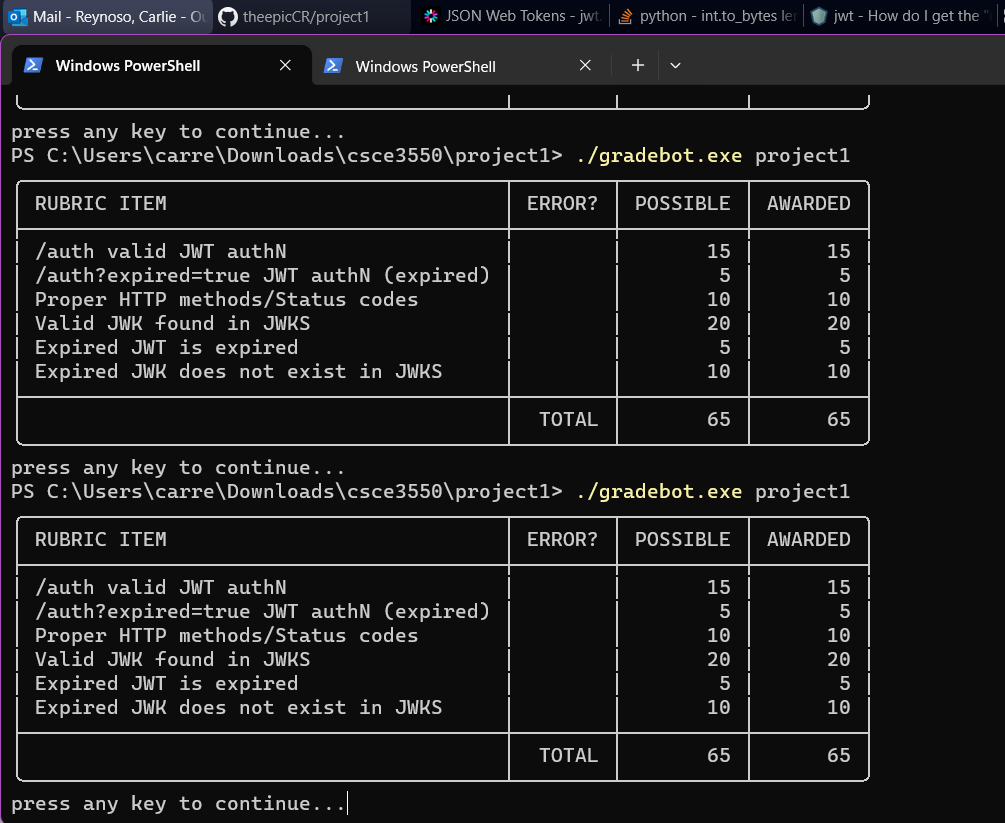 Mail - Reynoso, Carlie - Ou theepicCR/project1 JSON Web Tokens - jwt. python - int.to_bytes len jwt - How do I get the "
Windows PowerShell Windows PowerShell
press any key to continue...
PS C:\Users\carre\Downloads\csce3550\project1> ./gradebot.exe project1
RUBRIC ITEM ERROR? POSSIBLE AWARDED
/auth valid JWT authN 15 15
/auth?expired=true JWT authN (expired) 5 5
Proper HTTP methods/Status codes 10 10
Valid JWK found in JWKS 20 20
Expired JWT is expired 5 5
Expired JWK does not exist in JWKS 10 10
TOTAL 65 65
press any key to continue...
PS C:\Users\carre\Downloads\csce3550\project1> ./gradebot.exe project1
RUBRIC ITEM ERROR? POSSIBLE AWARDED
/auth valid JWT authN 15 15
/auth?expired=true JWT authN (expired) 5 5
Proper HTTP methods/Status codes 10 10
Valid JWK found in JWKS 20 20
Expired JWT is expired 5 5
Expired JWK does not exist in JWKS 10 10
TOTAL 65 65
press any key to continue...